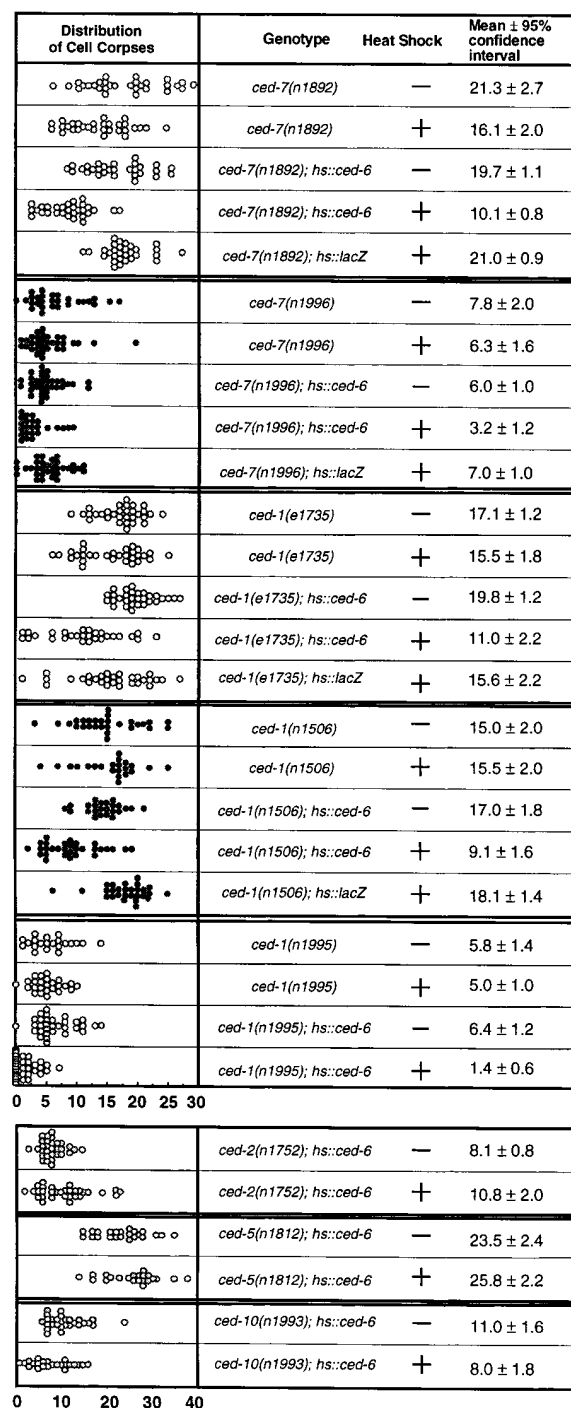 Distribution of Cell Corpses Genotype Heat Shock Mean ± 95% confidence interval
ced-7(n1892) − 21.3 ± 2.7
ced-7(n1892) + 16.1 ± 2.0
ced-7(n1892); hs::ced-6 − 19.7 ± 1.1
ced-7(n1892); hs::ced-6 + 10.1 ± 0.8
ced-7(n1892); hs::lacZ + 21.0 ± 0.9
ced-7(n1996) − 7.8 ± 2.0
ced-7(n1996) + 6.3 ± 1.6
ced-7(n1996); hs::ced-6 − 6.0 ± 1.0
ced-7(n1996); hs::ced-6 + 3.2 ± 1.2
ced-7(n1996); hs::lacZ + 7.0 ± 1.0
ced-1(e1735) − 17.1 ± 1.2
ced-1(e1735) + 15.5 ± 1.8
ced-1(e1735); hs::ced-6 − 19.8 ± 1.2
ced-1(e1735); hs::ced-6 + 11.0 ± 2.2
ced-1(e1735); hs::lacZ + 15.6 ± 2.2
ced-1(n1506) − 15.0 ± 2.0
ced-1(n1506) + 15.5 ± 2.0
ced-1(n1506); hs::ced-6 − 17.0 ± 1.8
ced-1(n1506); hs::ced-6 + 9.1 ± 1.6
ced-1(n1506); hs::lacZ + 18.1 ± 1.4
ced-1(n1995) − 5.8 ± 1.4
ced-1(n1995) + 5.0 ± 1.0
ced-1(n1995); hs::ced-6 − 6.4 ± 1.2
ced-1(n1995); hs::ced-6 + 1.4 ± 0.6
0 5 10 15 20 25 30
ced-2(n1752); hs::ced-6 − 8.1 ± 0.8
ced-2(n1752); hs::ced-6 + 10.8 ± 2.0
ced-5(n1812); hs::ced-6 − 23.5 ± 2.4
ced-5(n1812); hs::ced-6 + 25.8 ± 2.2
ced-10(n1993); hs::ced-6 − 11.0 ± 1.6
ced-10(n1993); hs::ced-6 + 8.0 ± 1.8
0 10 20 30 40